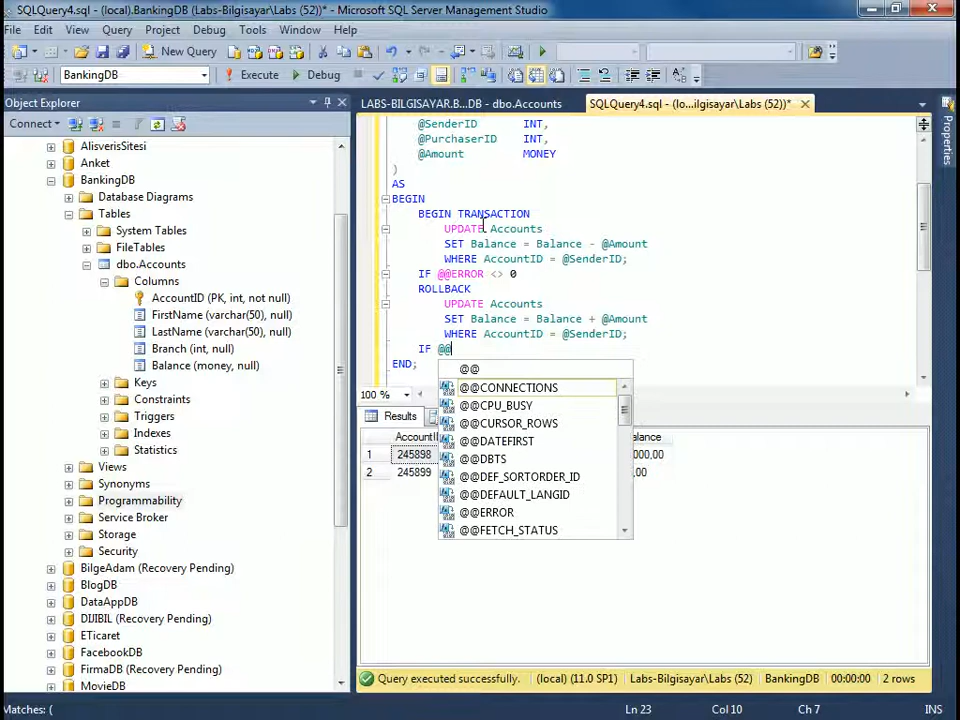 SQLQuery4.sql - (local).BankingDB (Labs-Bilgisayar\Labs (52))* - Microsoft SQL Server Management Studio
File Edit View Query Project Debug Tools Window Help
New Query
BankingDB Execute Debug
Object Explorer
LABS-BILGISAYAR.B...DB - dbo.Accounts
SQLQuery4.sql - (lo...ilgisayar\Labs (52))*
Properties
Connect
AlisverisSitesi
Anket
BankingDB
Database Diagrams
Tables
System Tables
FileTables
dbo.Accounts
Columns
AccountID (PK, int, not null)
FirstName (varchar(50), null)
LastName (varchar(50), null)
Branch (int, null)
Balance (money, null)
Keys
Constraints
Triggers
Indexes
Statistics
Views
Synonyms
Programmability
Service Broker
Storage
Security
BilgeAdam (Recovery Pending)
BlogDB
DataAppDB
DIJIBIL (Recovery Pending)
ETicaret
FacebookDB
FirmaDB (Recovery Pending)
MovieDB
@SenderID INT,
@PurchaserID INT,
@Amount MONEY
)
AS
BEGIN
BEGIN TRANSACTION
UPDATE Accounts
SET Balance = Balance - @Amount
WHERE AccountID = @SenderID;
IF @@ERROR <> 0
ROLLBACK
UPDATE Accounts
SET Balance = Balance + @Amount
WHERE AccountID = @SenderID;
IF @@
END;
@@
@@CONNECTIONS
@@CPU_BUSY
@@CURSOR_ROWS
@@DATEFIRST
@@DBTS
@@DEF_SORTORDER_ID
@@DEFAULT_LANGID
@@ERROR
@@FETCH_STATUS
100 %
Results
1 245898 000,00
2 245899 ,00
Query executed successfully. (local) (11.0 SP1) Labs-Bilgisayar\Labs (52) BankingDB 00:00:00 2 rows
Matches: ( Ln 23 Col 10 Ch 7 INS